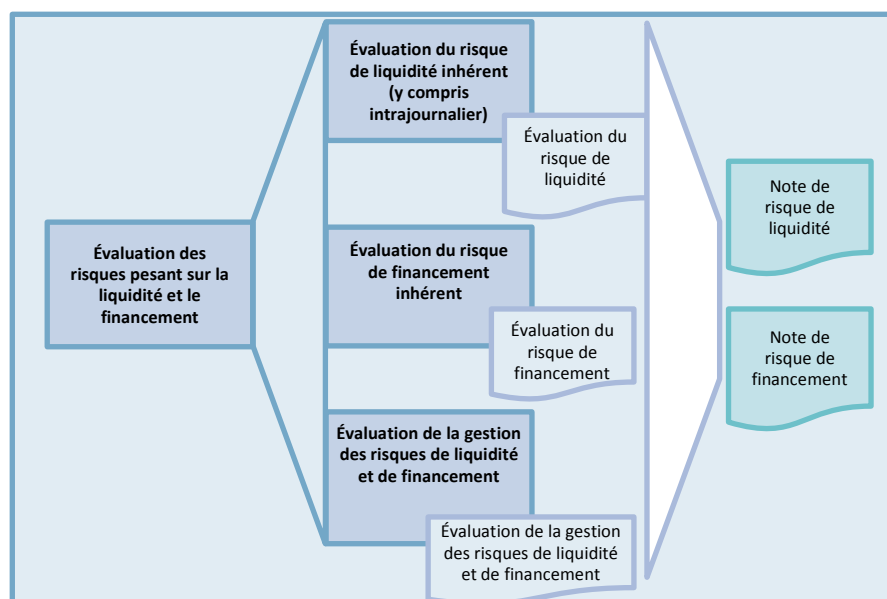 Évaluation des
risques pesant sur la
liquidité et le
financement
Évaluation du risque
de liquidité inhérent
(y compris
intrajournalier)
Évaluation du
risque de
liquidité
Évaluation du risque
de financement
inhérent
Évaluation du
risque de
financement
Évaluation de la gestion
des risques de liquidité
et de financement
Évaluation de la gestion
des risques de liquidité
et de financement
Note de
risque de
liquidité
Note de
risque de
financement